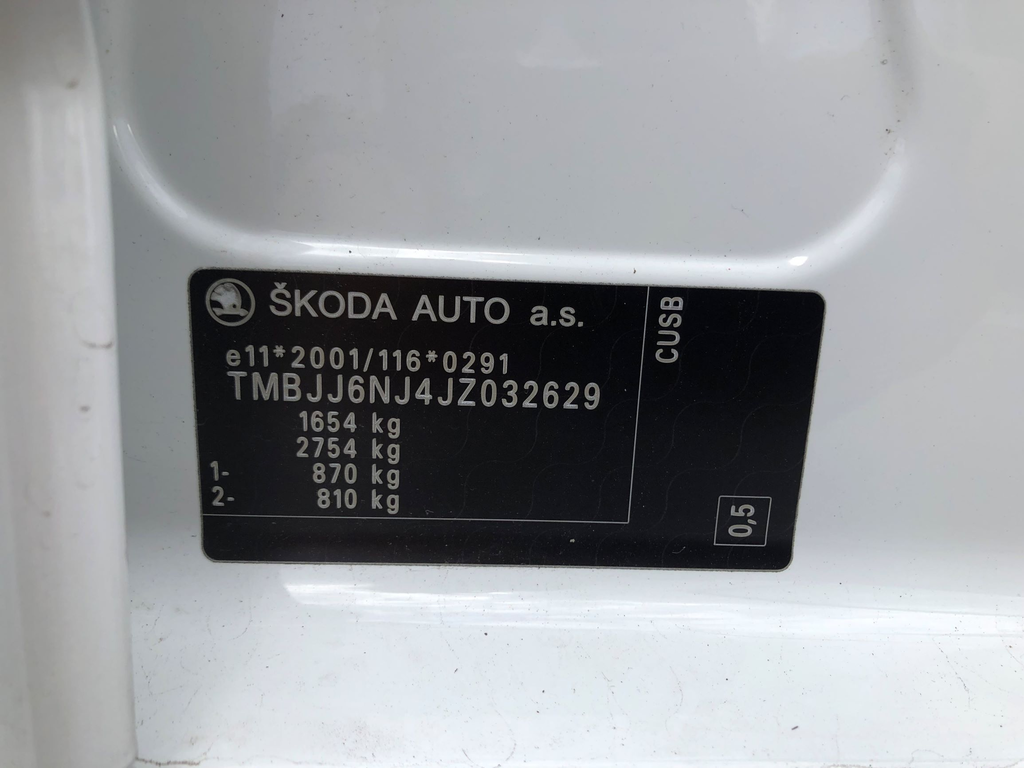 ŠKODA AUTO a.s.
e11*2001/116*0291
TMBJJ6NJ4JZ032629
1654 kg
2754 kg
1- 870 kg
2- 810 kg
CUSB
0,5